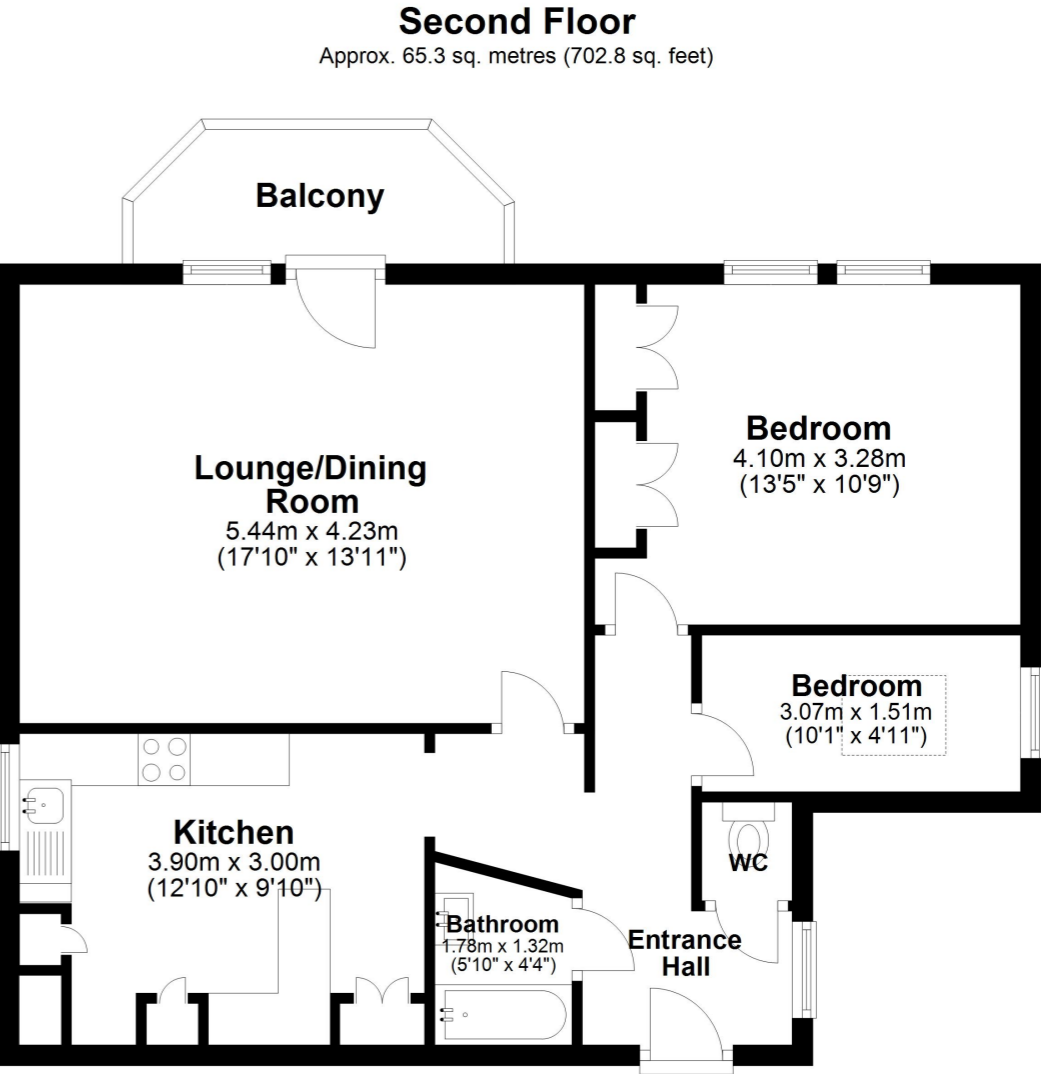 Second Floor
Approx. 65.3 sq. metres (702.8 sq. feet)
Balcony
Lounge/Dining
Room
5.44m x 4.23m
(17'10" x 13'11")
Bedroom
4.10m x 3.28m
(13'5" x 10'9")
Bedroom
3.07m x 1.51m
(10'1" x 4'11")
Kitchen
3.90m x 3.00m
(12'10" x 9'10")
WC
Bathroom
1.78m x 1.32m
(5'10" x 4'4")
Entrance
Hall